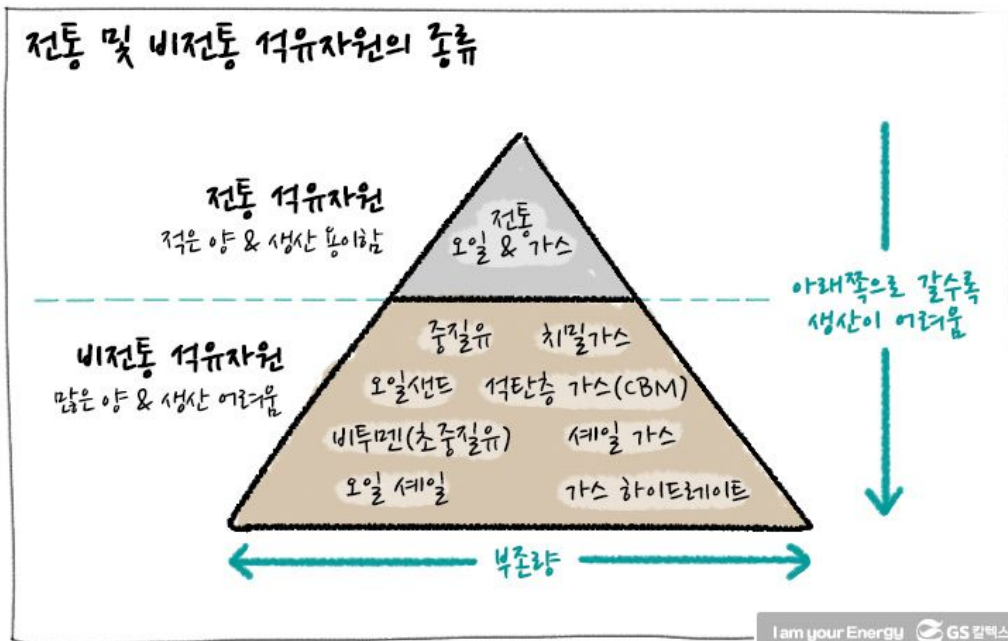 전통 및 비전통 석유자원의 종류
전통 석유자원
적은 양 & 생산 용이함
전통
오일 & 가스
아래쪽으로 갈수록
생산이 어려움
비전통 석유자원
많은 양 & 생산 어려움
중질유
치밀가스
오일샌드
석탄층 가스(CBM)
비투멘(초중질유)
셰일 가스
오일 셰일
가스 하이드레이트
부존량
I am your Energy GS칼텍스